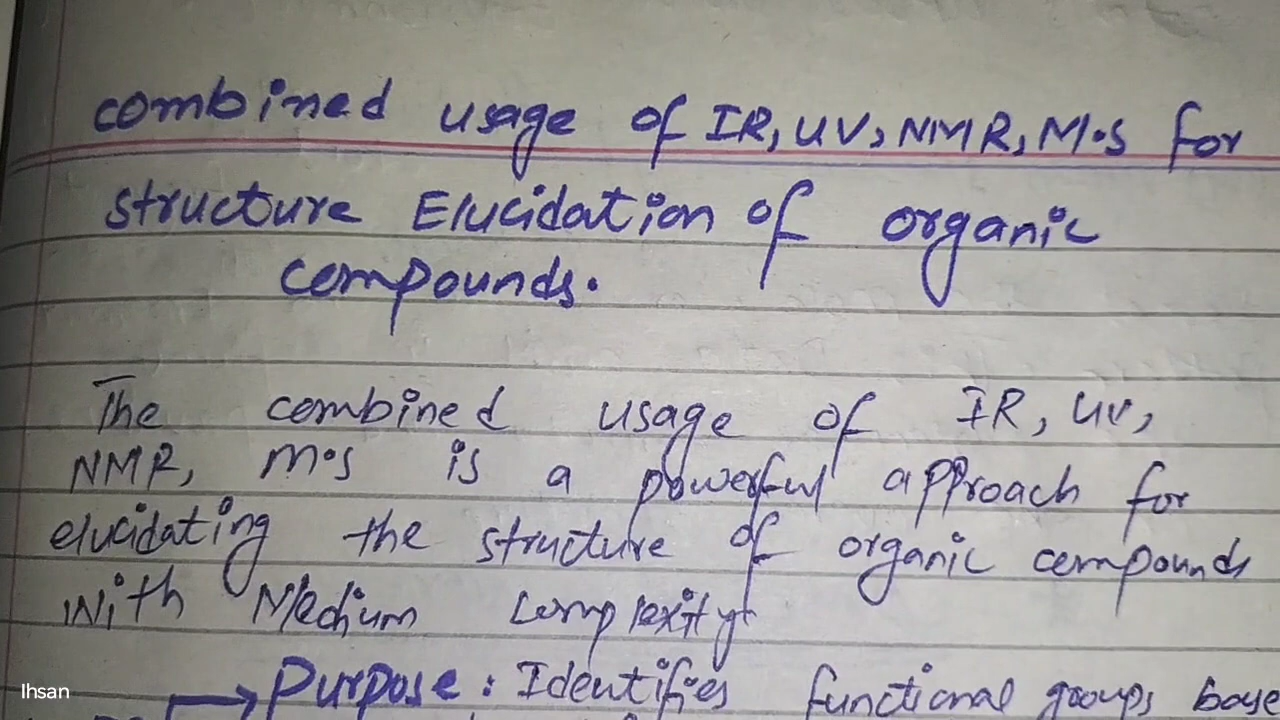 combined usage of IR, UV, NMR, M.S for
structure Elucidation of organic
compounds.
The combined usage of IR, UV,
NMR, M.S is a powerful approach for
elucidating the structure of organic compounds
With Medium complexity
Purpose: Identifies functional groups base
Ihsan